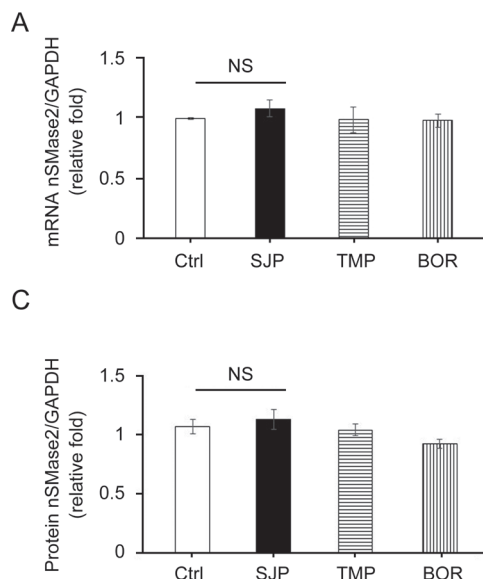 A
mRNA nSMase2/GAPDH
(relative fold)
1.5
1
0.5
0
NS
Ctrl SJP TMP BOR
C
Protein nSMase2/GAPDH
(relative fold)
1.5
1
0.5
0
NS
Ctrl SJP TMP BOR